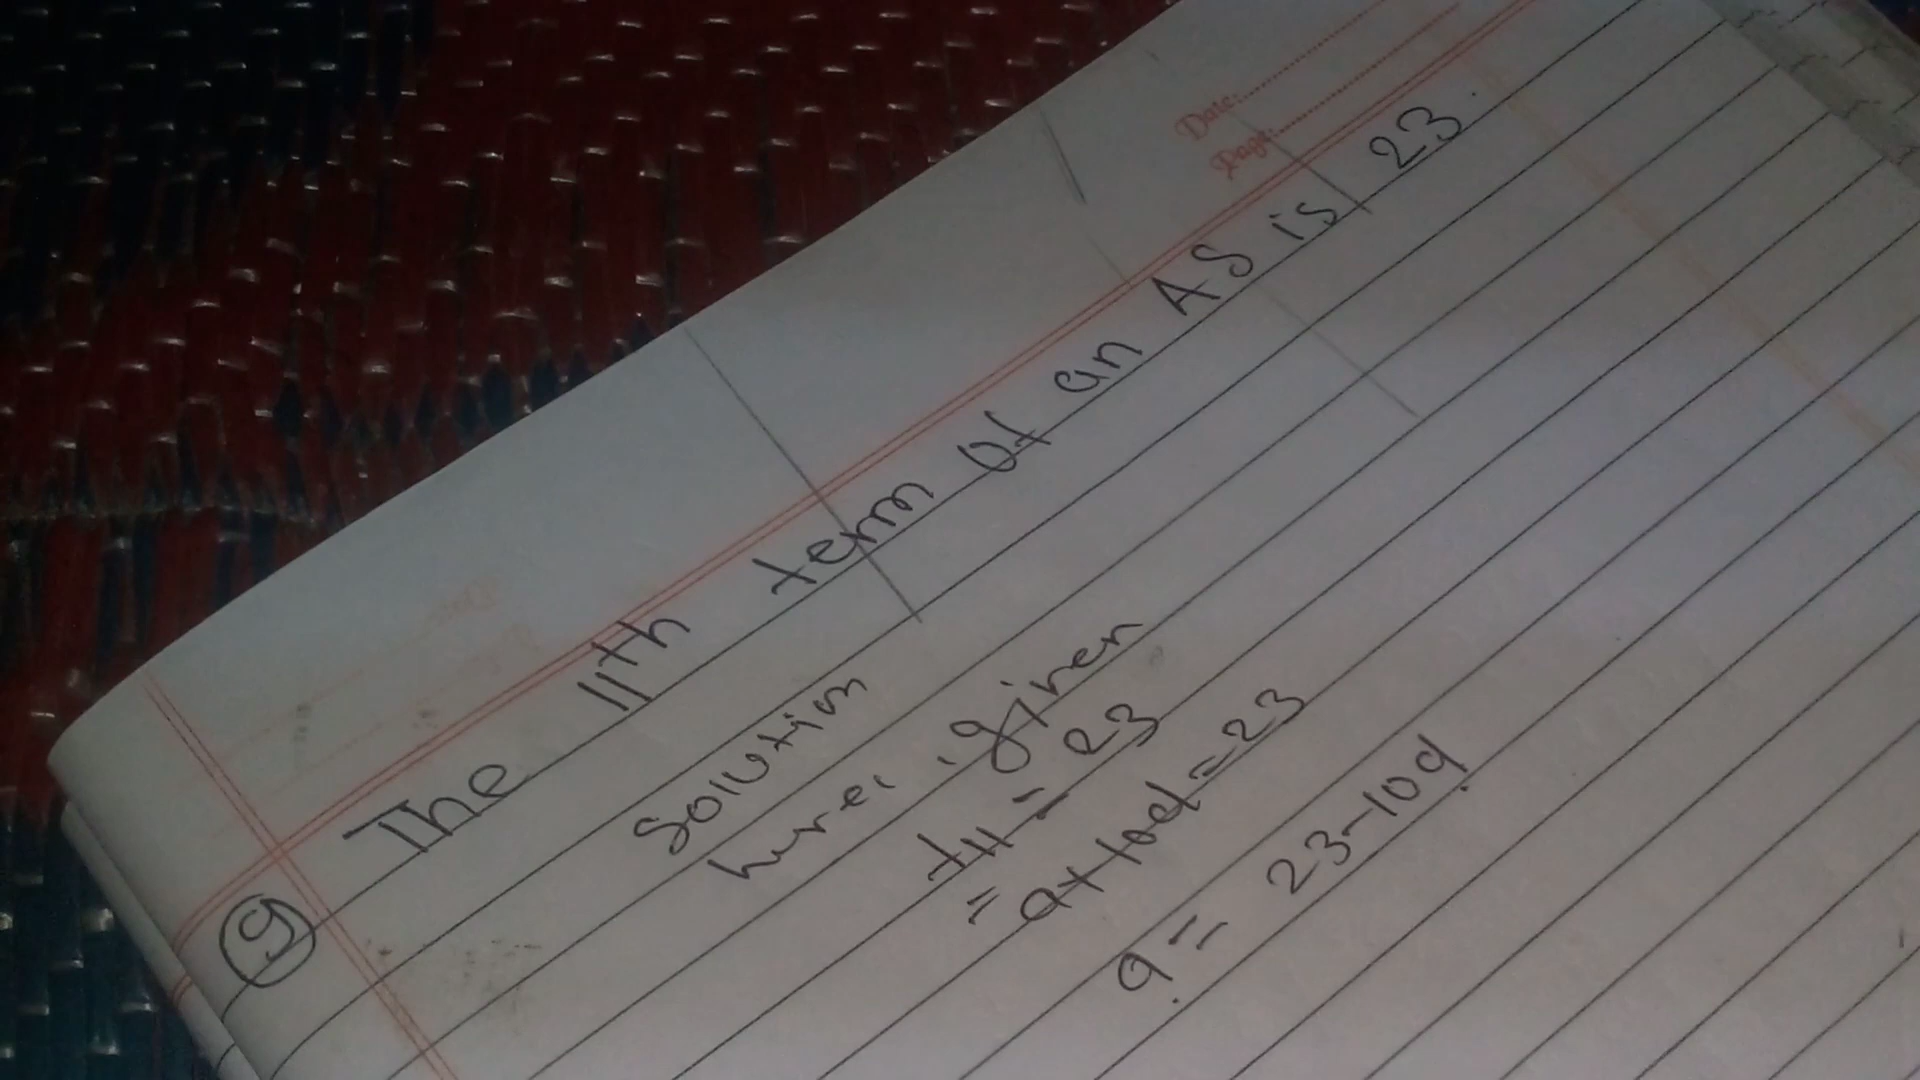 Date:
Page:
9 The 11th term of an AS is 23.
Solution
here, given
t11 = 23
= a+10d = 23
a = 23-10d